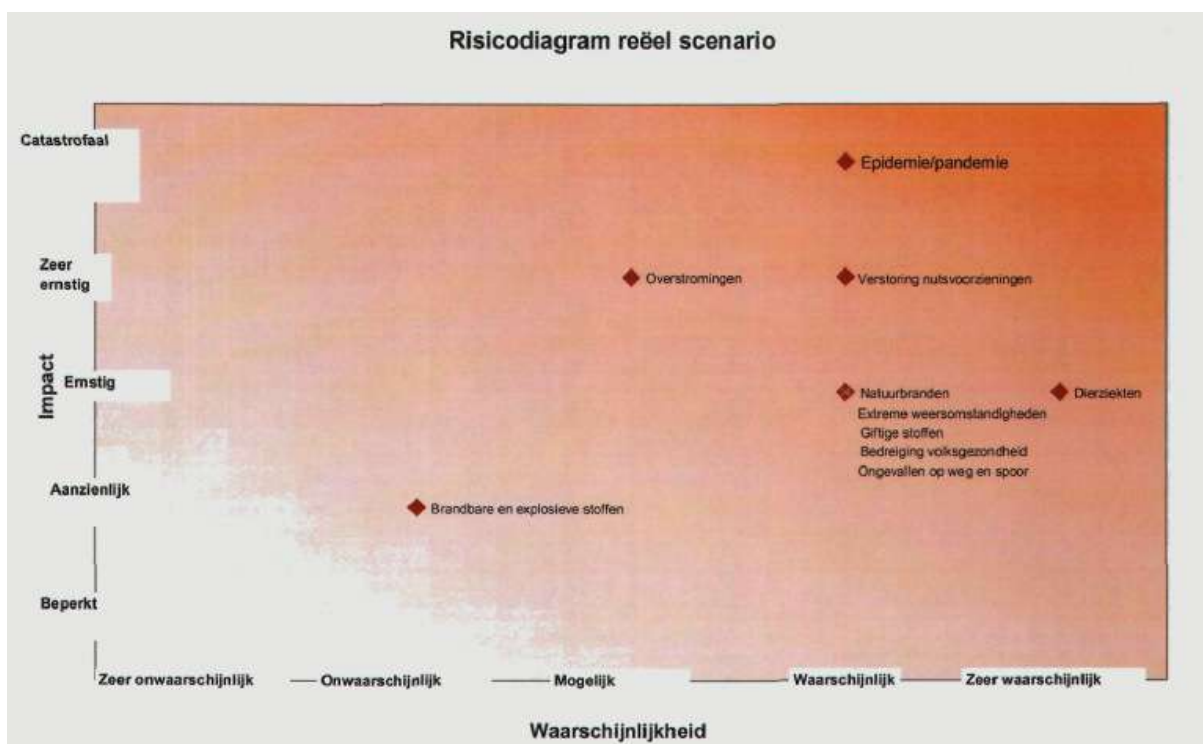 Risicodiagram reëel scenario
Catastrofaal
Epidemie/pandemie
Zeer
ernstig
Overstromingen
Verstoring nutsvoorzieningen
Impact
Ernstig
Natuurbranden
Dierziekten
Extreme weersomstandigheden
Giftige stoffen
Bedreiging volksgezondheid
Ongevallen op weg en spoor
Aanzienlijk
Brandbare en explosieve stoffen
Beperkt
Zeer onwaarschijnlijk
Onwaarschijnlijk
Mogelijk
Waarschijnlijk
Zeer waarschijnlijk
Waarschijnlijkheid